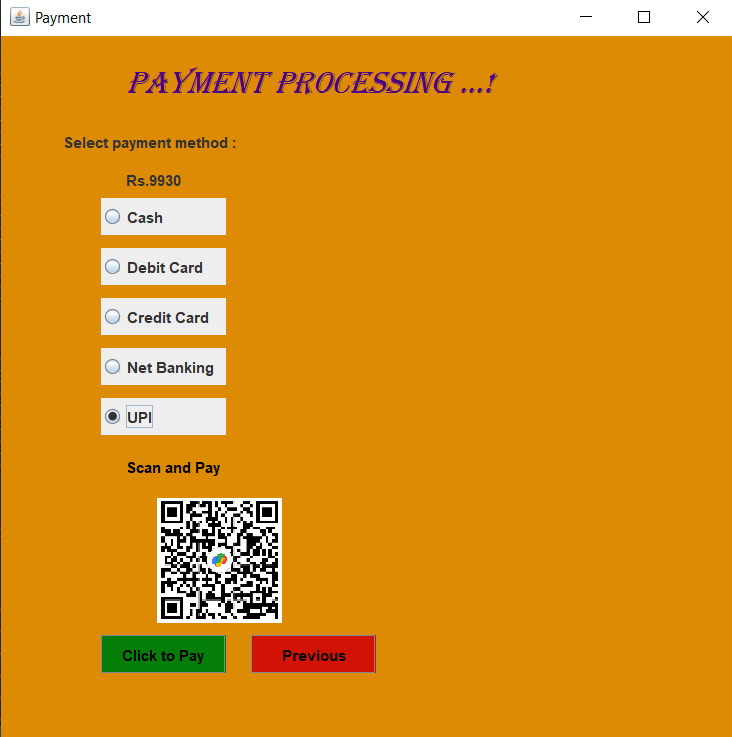 Payment
PAYMENT PROCESSING ...!
Select payment method :
Rs.9930
Cash
Debit Card
Credit Card
Net Banking
UPI
Scan and Pay
Click to Pay
Previous